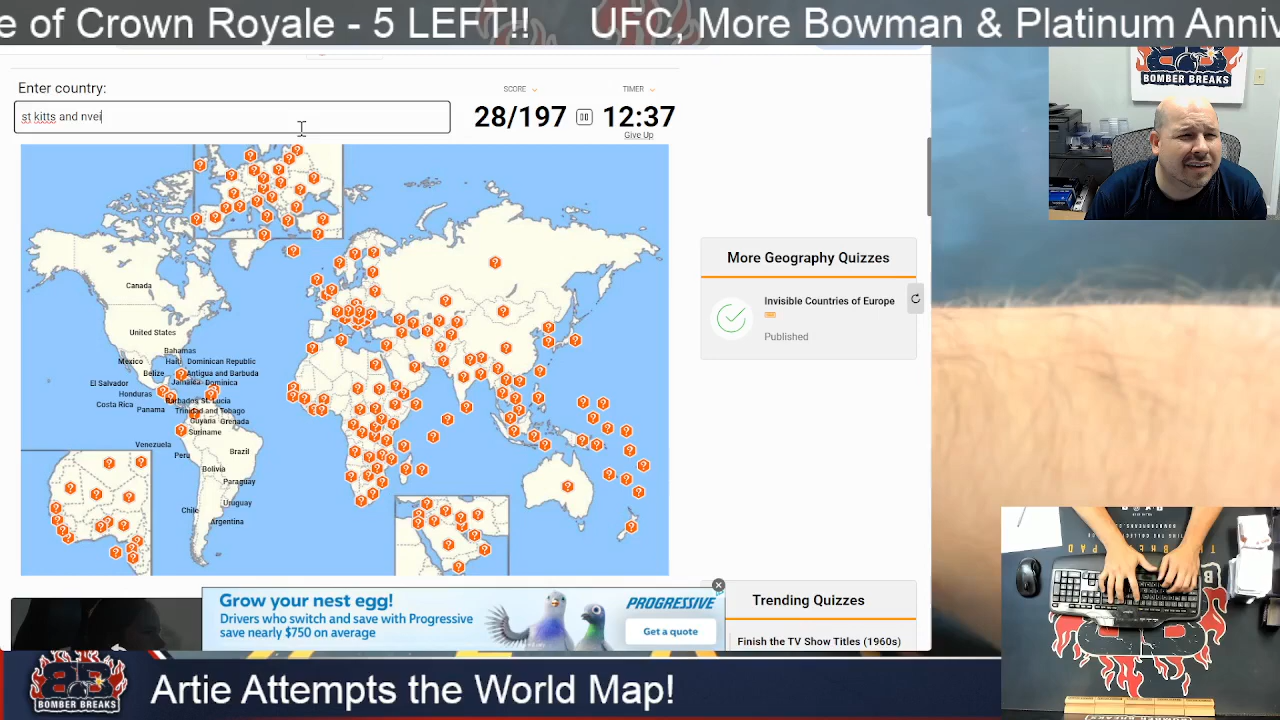 e of Crown Royale - 5 LEFT!! UFC, More Bowman & Platinum Anniv
Enter country:
st kitts and nvei
SCORE
28/197
TIMER
12:37
Give Up
Canada
United States
Bahamas
Mexico
Haiti
Dominican Republic
Belize
Antigua and Barbuda
El Salvador
Jamaica
Dominica
Honduras
Barbados
St. Lucia
Costa Rica
Panama
Trinidad and Tobago
Guyana
Grenada
Suriname
Venezuela
Peru
Brazil
Bolivia
Paraguay
Uruguay
Chile
Argentina
More Geography Quizzes
Invisible Countries of Europe
Published
Trending Quizzes
Finish the TV Show Titles (1960s)
Grow your nest egg!
Drivers who switch and save with Progressive
save nearly $750 on average
PROGRESSIVE
Get a quote
BOMBER BREAKS
BOMBER BREAKS
Artie Attempts the World Map!